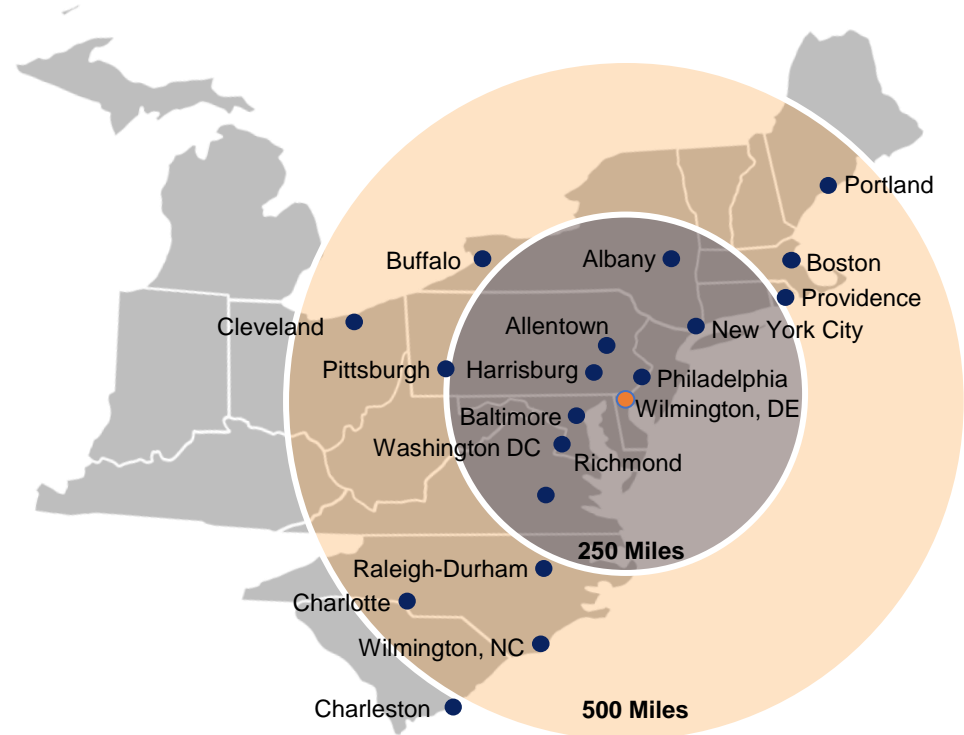 Portland
Buffalo
Albany
Boston
Providence
Cleveland
Allentown
New York City
Pittsburgh
Harrisburg
Philadelphia
Wilmington, DE
Baltimore
Washington DC
Richmond
250 Miles
Raleigh-Durham
Charlotte
Wilmington, NC
Charleston
500 Miles